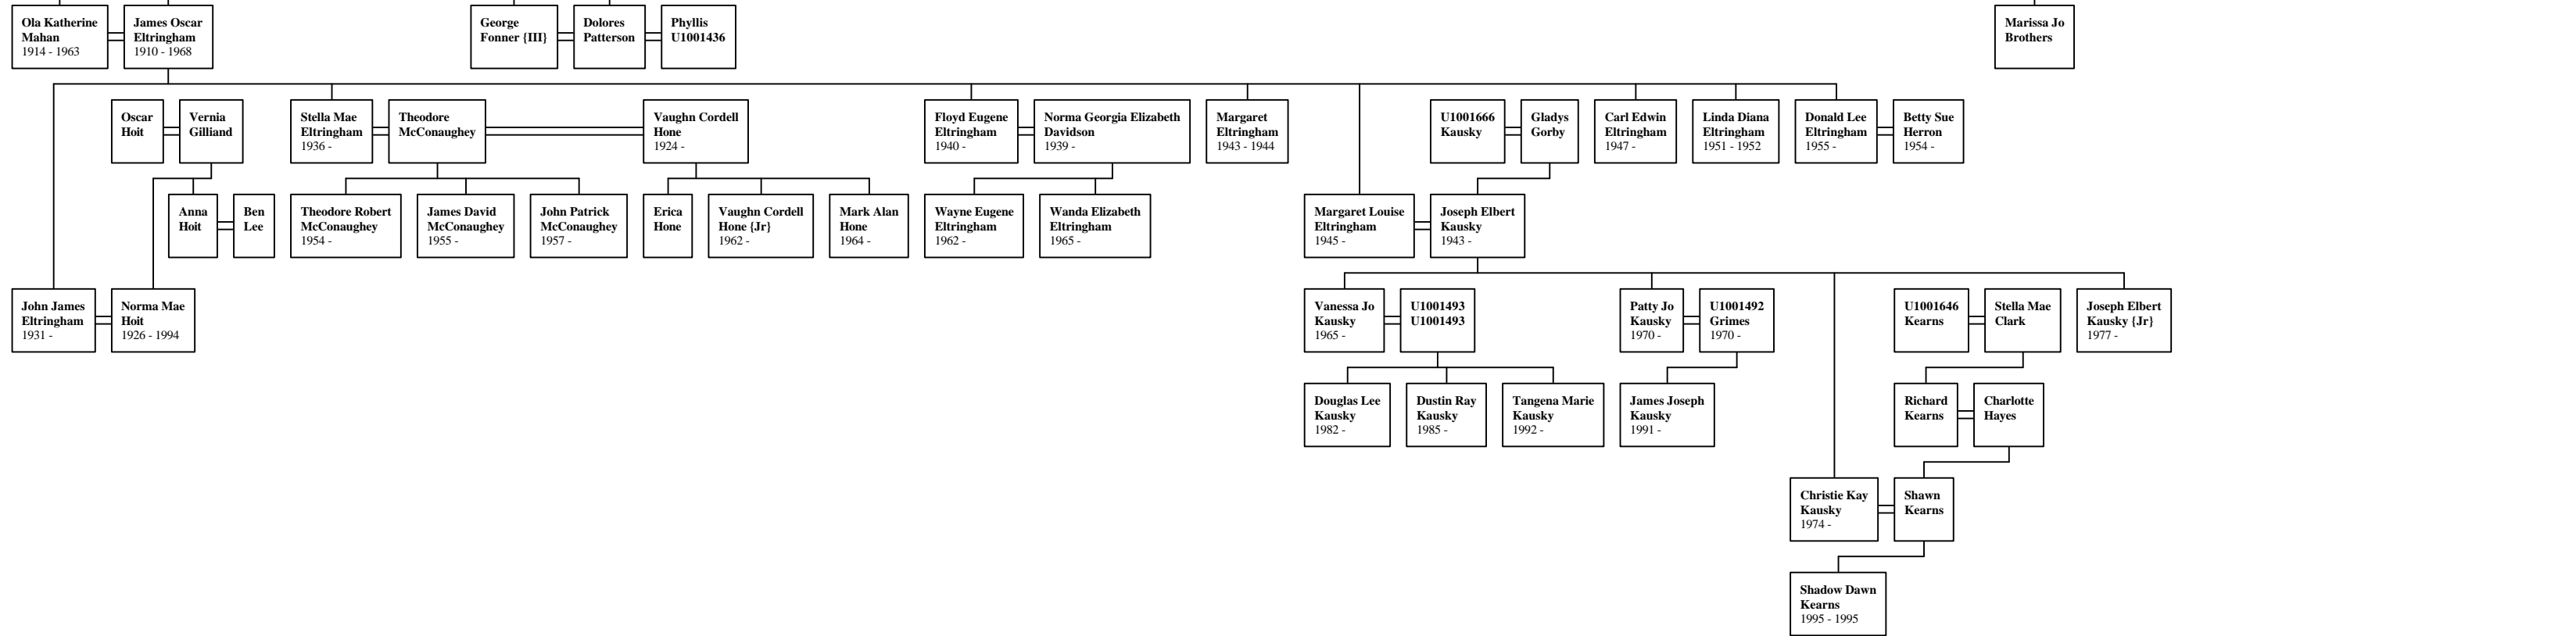 Ola Katherine
Mahan
1914 - 1963
James Oscar
Eltringham
1910 - 1968
George
Fonner {III}
Dolores
Patterson
Phyllis
U1001436
Marissa Jo
Brothers
Oscar
Hoit
Vernia
Gilliand
Stella Mae
Eltringham
1936 -
Theodore
McConaughey
Vaughn Cordell
Hone
1924 -
Floyd Eugene
Eltringham
1940 -
Norma Georgia Elizabeth
Davidson
1939 -
Margaret
Eltringham
1943 - 1944
U1001666
Kausky
Gladys
Gorby
Carl Edwin
Eltringham
1947 -
Linda Diana
Eltringham
1951 - 1952
Donald Lee
Eltringham
1955 -
Betty Sue
Herron
1954 -
Anna
Hoit
Ben
Lee
Theodore Robert
McConaughey
1954 -
James David
McConaughey
1955 -
John Patrick
McConaughey
1957 -
Erica
Hone
Vaughn Cordell
Hone {Jr}
1962 -
Mark Alan
Hone
1964 -
Wayne Eugene
Eltringham
1962 -
Wanda Elizabeth
Eltringham
1965 -
Margaret Louise
Eltringham
1945 -
Joseph Elbert
Kausky
1943 -
John James
Eltringham
1931 -
Norma Mae
Hoit
1926 - 1994
Vanessa Jo
Kausky
1965 -
U1001493
U1001493
Patty Jo
Kausky
1970 -
U1001492
Grimes
1970 -
U1001646
Kearns
Stella Mae
Clark
Joseph Elbert
Kausky {Jr}
1977 -
Douglas Lee
Kausky
1982 -
Dustin Ray
Kausky
1985 -
Tangena Marie
Kausky
1992 -
James Joseph
Kausky
1991 -
Richard
Kearns
Charlotte
Hayes
Christie Kay
Kausky
1974 -
Shawn
Kearns
Shadow Dawn
Kearns
1995 - 1995